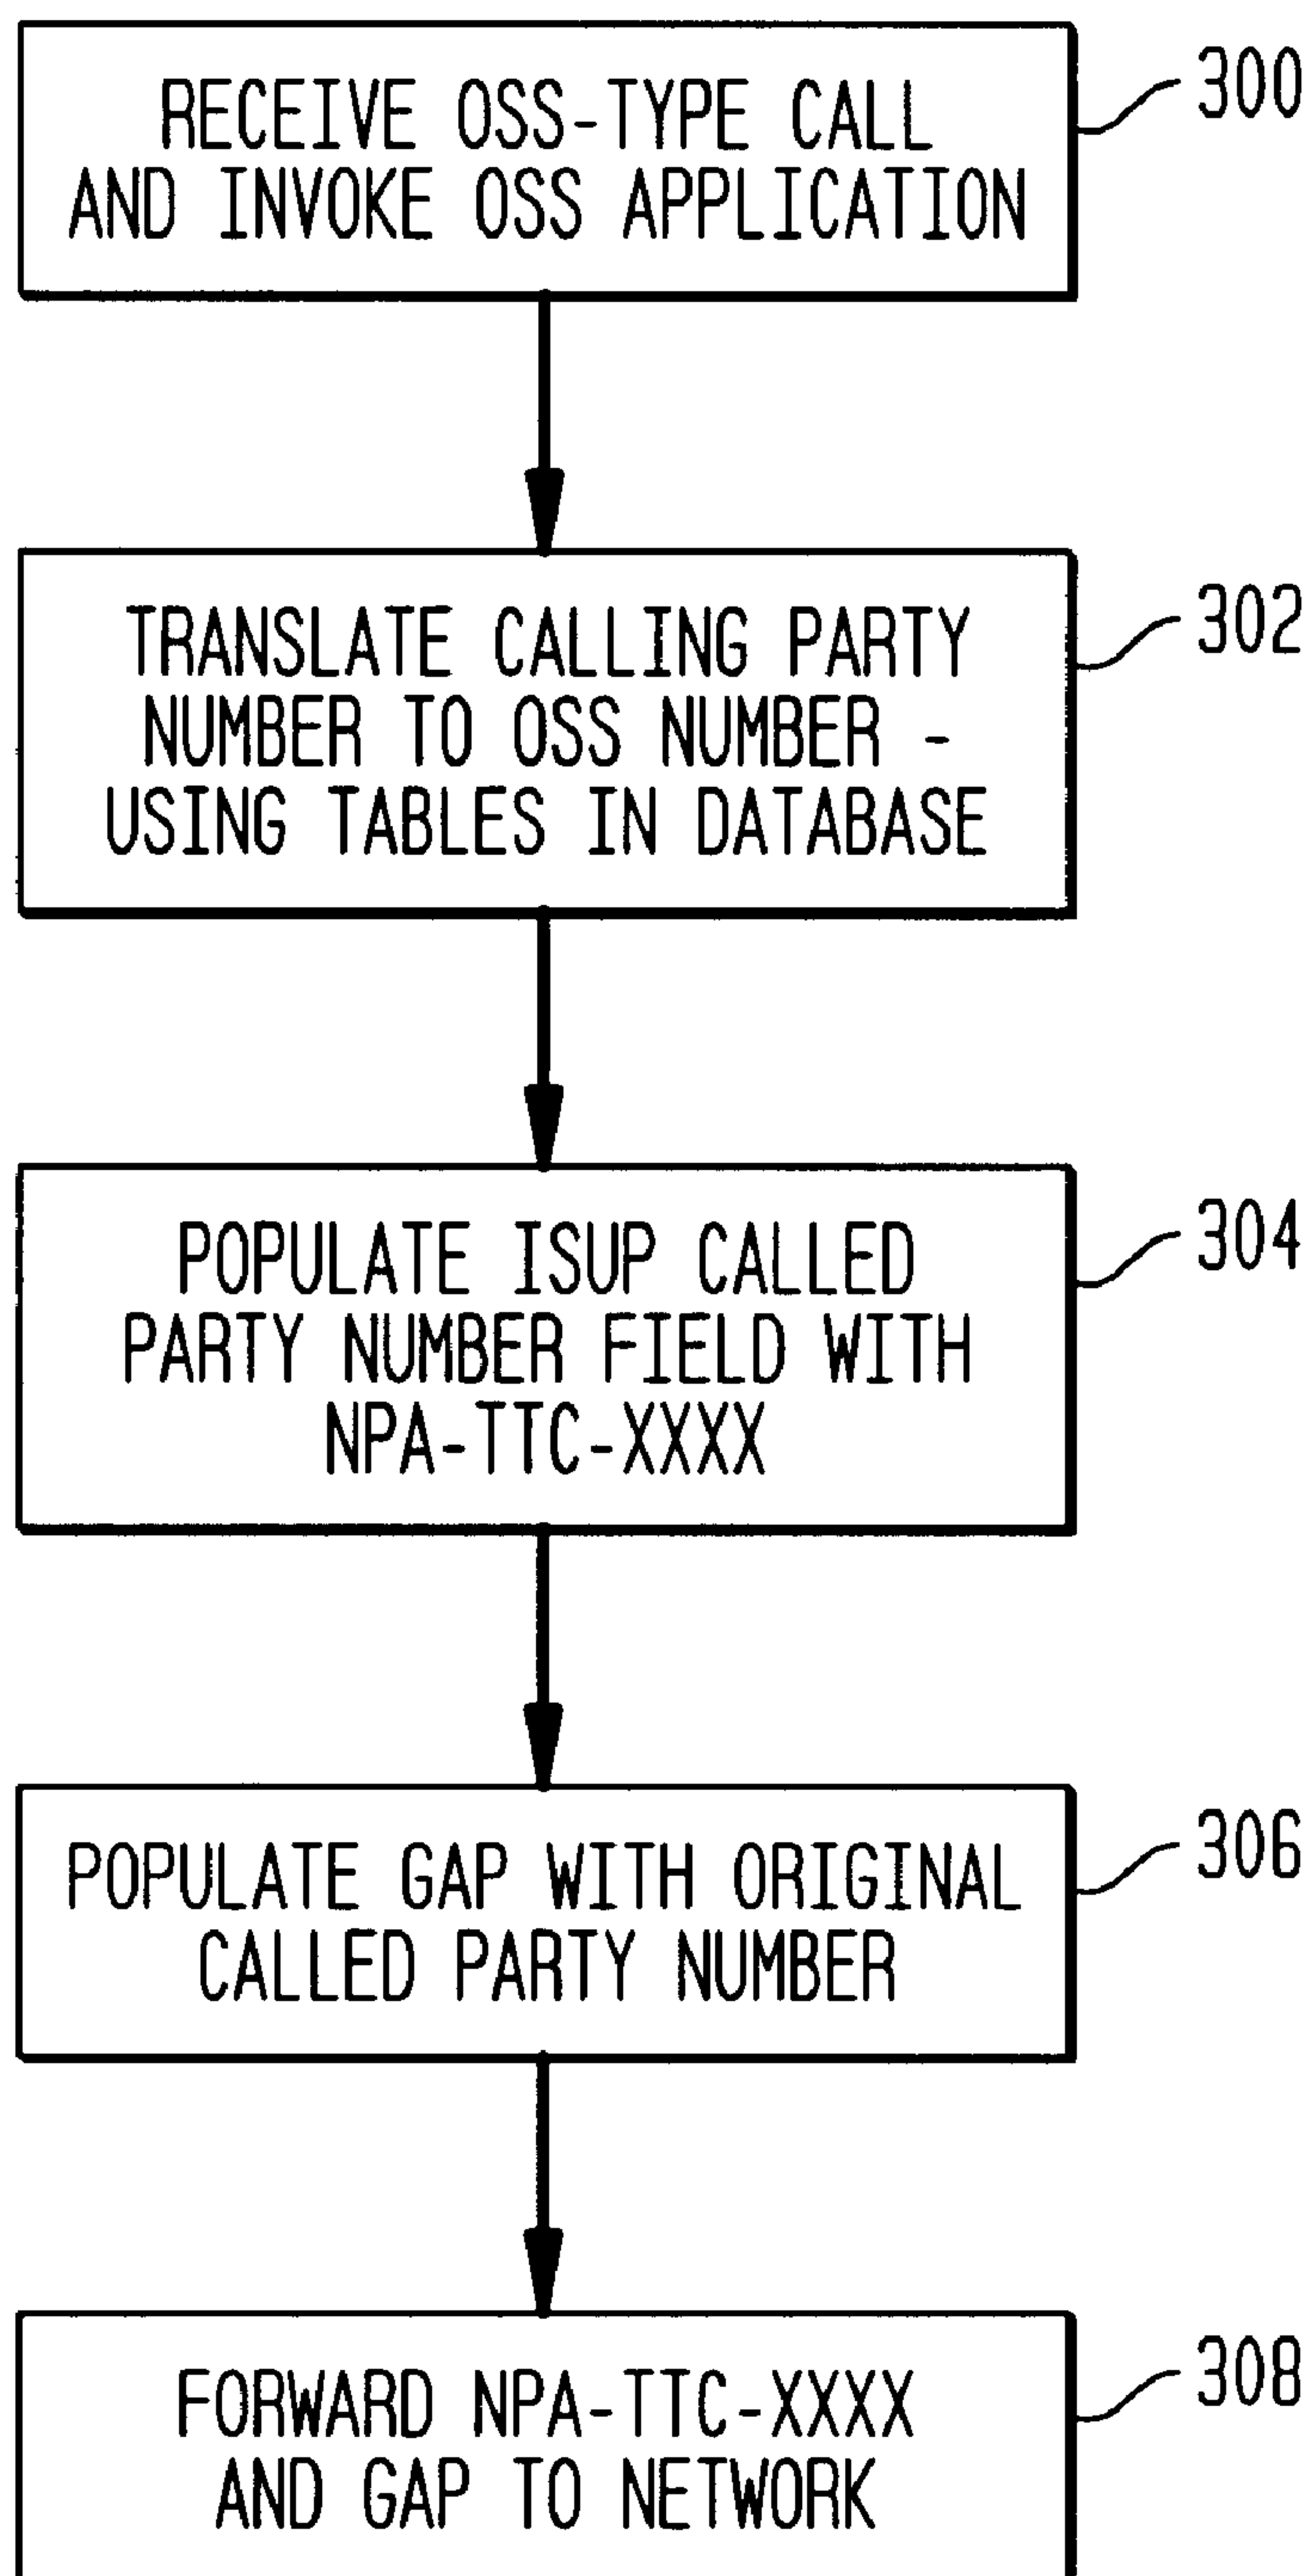 RECEIVE OSS-TYPE CALL
AND INVOKE OSS APPLICATION
300
TRANSLATE CALLING PARTY
NUMBER TO OSS NUMBER -
USING TABLES IN DATABASE
302
POPULATE ISUP CALLED
PARTY NUMBER FIELD WITH
NPA-TTC-XXXX
304
POPULATE GAP WITH ORIGINAL
CALLED PARTY NUMBER
306
FORWARD NPA-TTC-XXXX
AND GAP TO NETWORK
308